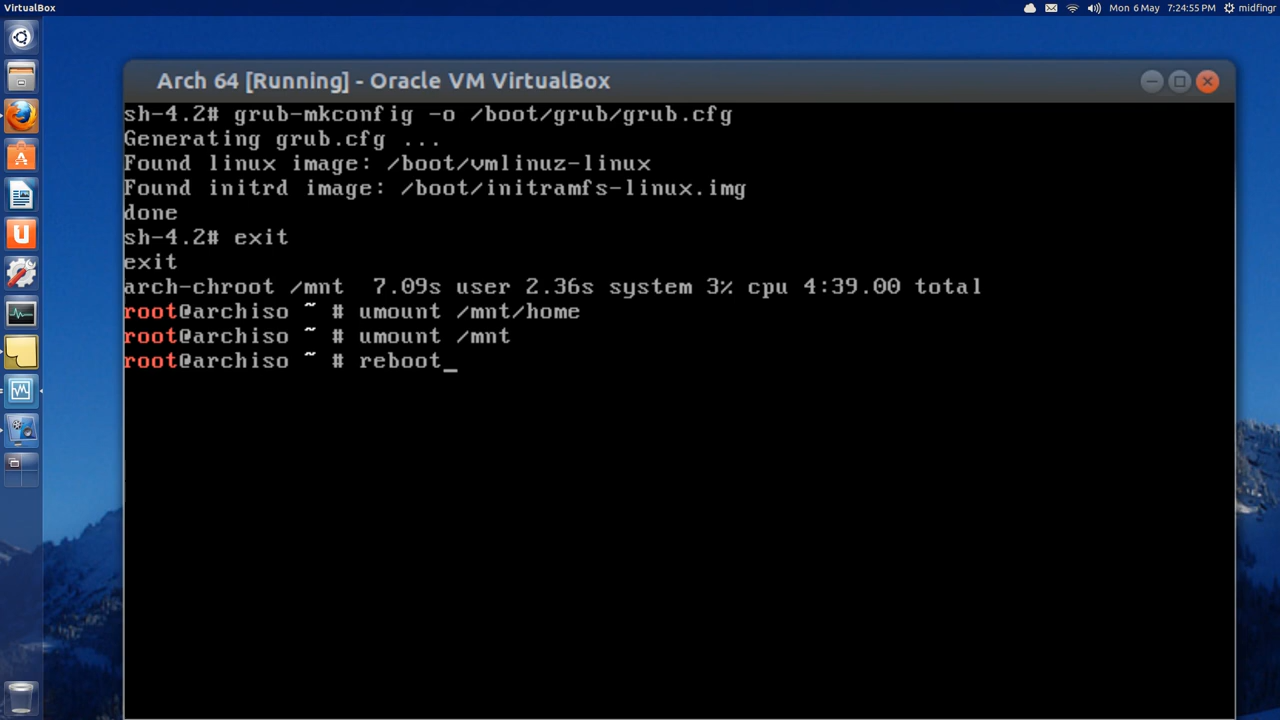 VirtualBox
Mon 6 May 7:24:55 PM midfingr
Arch 64 [Running] - Oracle VM VirtualBox
sh-4.2# grub-mkconfig -o /boot/grub/grub.cfg
Generating grub.cfg ...
Found linux image: /boot/vmlinuz-linux
Found initrd image: /boot/initramfs-linux.img
done
sh-4.2# exit
exit
arch-chroot /mnt  7.09s user 2.36s system 3% cpu 4:39.00 total
root@archiso ~ # umount /mnt/home
root@archiso ~ # umount /mnt
root@archiso ~ # reboot_